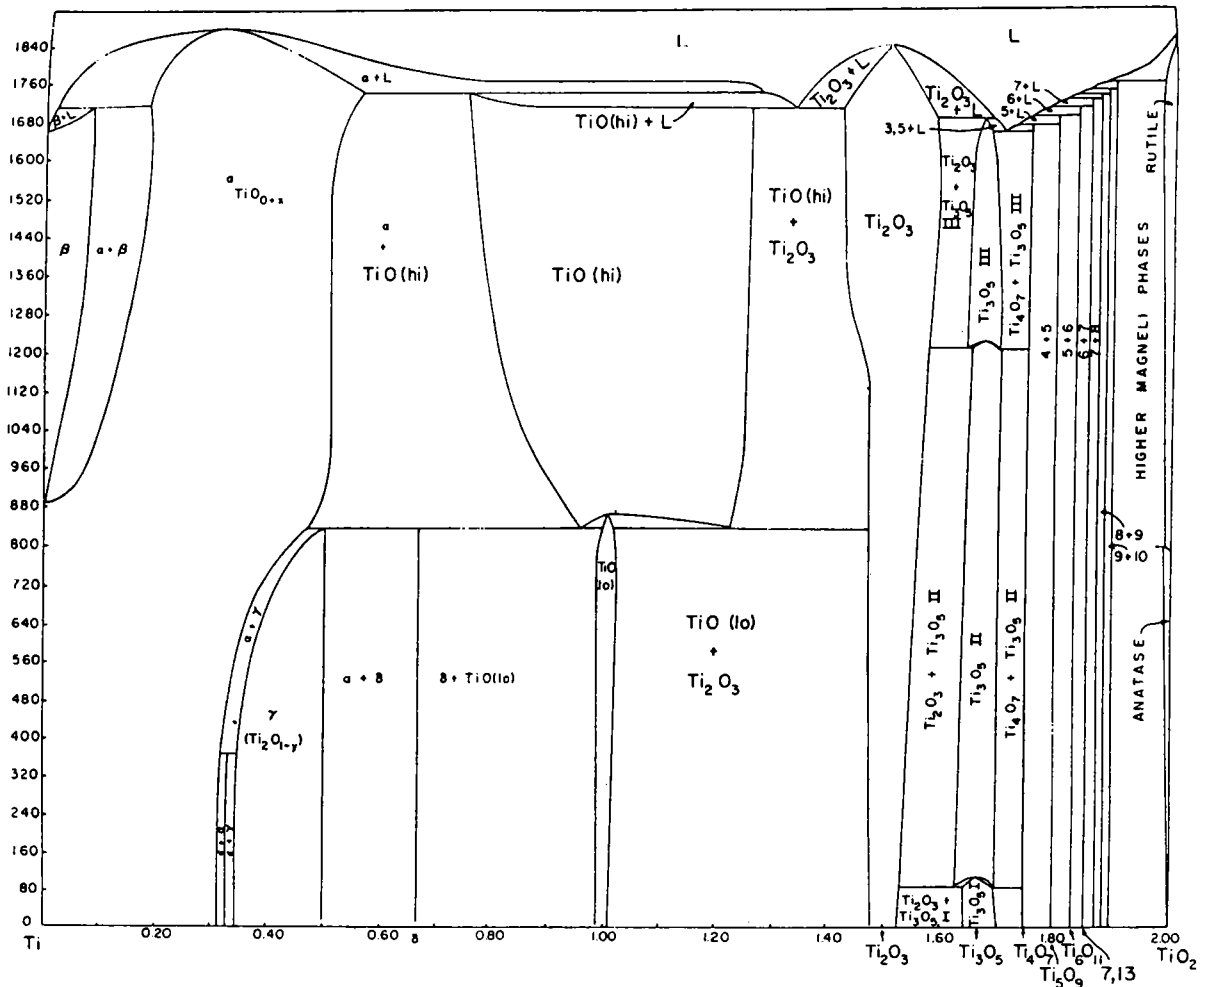 1840
1760
1680
1600
1520
1440
1360
1280
1200
1120
1040
960
880
800
720
640
560
480
400
320
240
160
80
0
L
L
α + L
β + L
TiO(hi) + L
Ti2O3 + L
Ti2O3 + L
3,5 + L
5 + L
6 + L
7 + L
α
TiO0+x
β
α + β
α
+
TiO(hi)
TiO (hi)
TiO(hi)
+
Ti2O3
Ti2O3
Ti2O3
+
Ti3O5
III
Ti3O5 III
Ti4O7 + Ti3O5 III
4 + 5
5 + 6
6 + 7
7 + 8
8 + 9
9 + 10
HIGHER MAGNELI PHASES
RUTILE
ANATASE
α + γ
γ
(Ti2O1-y)
α + δ
δ + TiO(lo)
TiO
(lo)
TiO (lo)
+
Ti2O3
Ti2O3 + Ti3O5 II
Ti3O5 II
Ti4O7 + Ti3O5 II
Ti2O3 +
Ti3O5 I
Ti3O5 I
Ti
0.20
0.40
0.60
δ
0.80
1.00
1.20
1.40
1.60
1.80
2.00
Ti2O3
Ti3O5
Ti4O7
Ti5O9
Ti6O11
7,13
TiO2